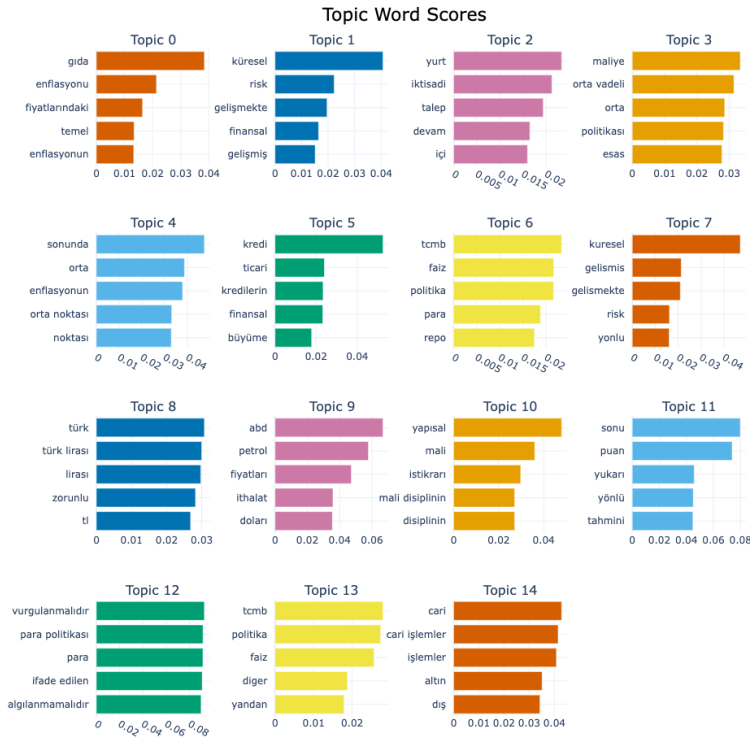 Topic Word Scores
Topic 0
gıda
enflasyonu
fiyatlarındaki
temel
enflasyonun
0 0.01 0.02 0.03 0.04
Topic 1
küresel
risk
gelişmekte
finansal
gelişmiş
0 0.01 0.02 0.03 0.04
Topic 2
yurt
iktisadi
talep
devam
içi
0 0.005 0.01 0.015 0.02
Topic 3
maliye
orta vadeli
orta
politikası
esas
0 0.01 0.02 0.03
Topic 4
sonunda
orta
enflasyonun
orta noktası
noktası
0 0.01 0.02 0.03 0.04
Topic 5
kredi
ticari
kredilerin
finansal
büyüme
0.02 0.04
Topic 6
tcmb
faiz
politika
para
repo
0 0.005 0.01 0.015 0.02
Topic 7
kuresel
gelismis
gelismekte
risk
yonlu
0 0.01 0.02 0.03 0.04
Topic 8
türk
türk lirası
lirası
zorunlu
tl
0 0.01 0.02 0.03
Topic 9
abd
petrol
fiyatları
ithalat
doları
0 0.02 0.04 0.06
Topic 10
yapısal
mali
istikrarı
mali disiplin
disiplinin
0 0.02 0.04
Topic 11
sonu
puan
yukarı
yönlü
tahmini
0 0.02 0.04 0.06 0.08
Topic 12
vurgulanmalıdır
para politikası
para
ifade edilen
algılanmamalıdır
0 0.02 0.04 0.06 0.08
Topic 13
tcmb
politika
faiz
diger
yandan
0 0.01 0.02
Topic 14
cari
cari işlemler
işlemler
altın
dış
0 0.01 0.02 0.03 0.04